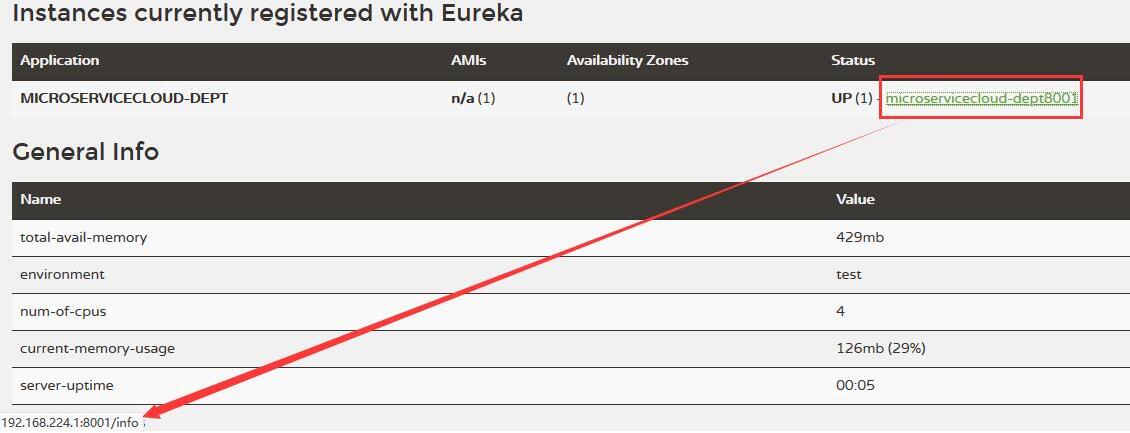 Instances currently registered with Eureka
Application AMIs Availability Zones Status
MICROSERVICECLOUD-DEPT n/a (1) (1) UP (1) - microservicecloud-dept8001
General Info
Name Value
total-avail-memory 429mb
environment test
num-of-cpus 4
current-memory-usage 126mb (29%)
server-uptime 00:05
192.168.224.1:8001/info